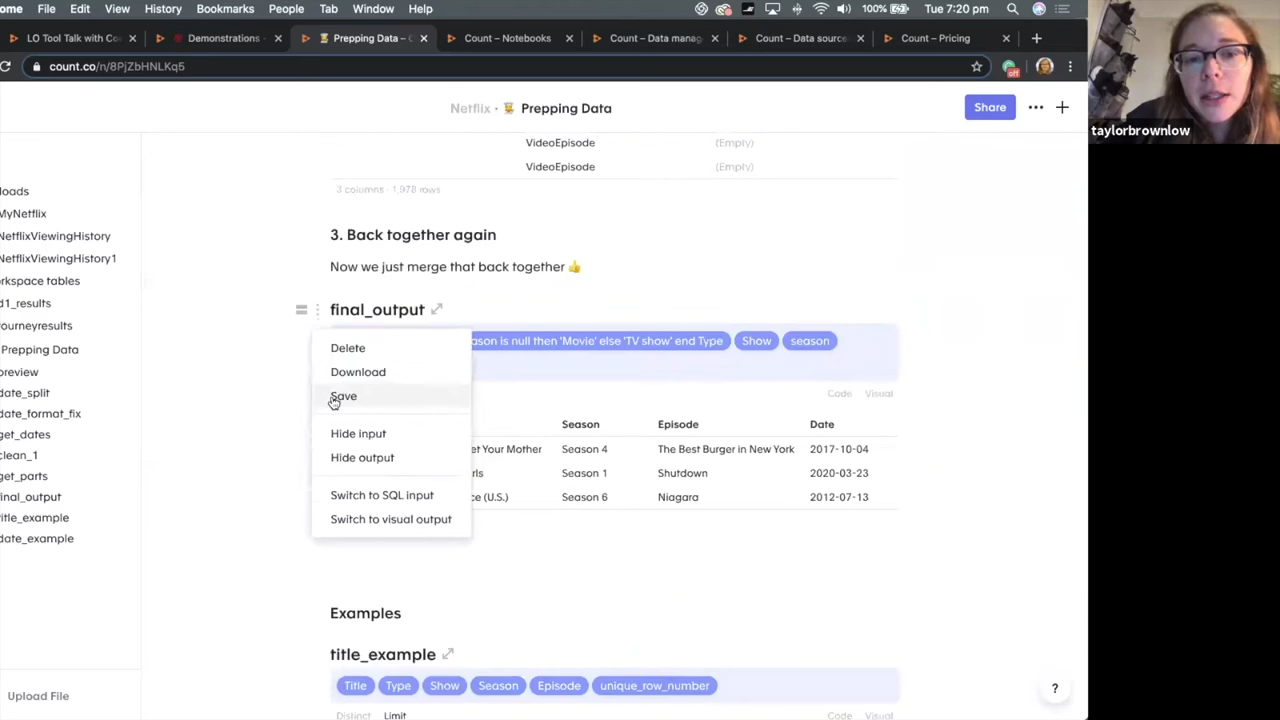 ome File Edit View History Bookmarks People Tab Window Help 100% Tue 7:20 pm
LO Tool Talk with Co Demonstrations - Prepping Data – C Count – Notebooks Count – Data manag Count – Data source Count – Pricing
count.co/n/8PjZbHNLKq5 off
taylorbrownlow
Netflix • Prepping Data Share
VideoEpisode (Empty)
VideoEpisode (Empty)
3 columns · 1,978 rows
loads
MyNetflix
NetflixViewingHistory
NetflixViewingHistory1
rkspace tables
d1_results
ourneyresults
Prepping Data
preview
date_split
date_format_fix
get_dates
clean_1
get_parts
final_output
title_example
date_example
Upload File
3. Back together again
Now we just merge that back together 👍
final_output
ason is null then 'Movie' else 'TV show' end Type Show season
Code Visual
Season Episode Date
et Your Mother Season 4 The Best Burger in New York 2017-10-04
rls Season 1 Shutdown 2020-03-23
ce (U.S.) Season 6 Niagara 2012-07-13
Delete
Download
Save
Hide input
Hide output
Switch to SQL input
Switch to visual output
Examples
title_example
Title Type Show Season Episode unique_row_number
Distinct Limit Code Visual
?